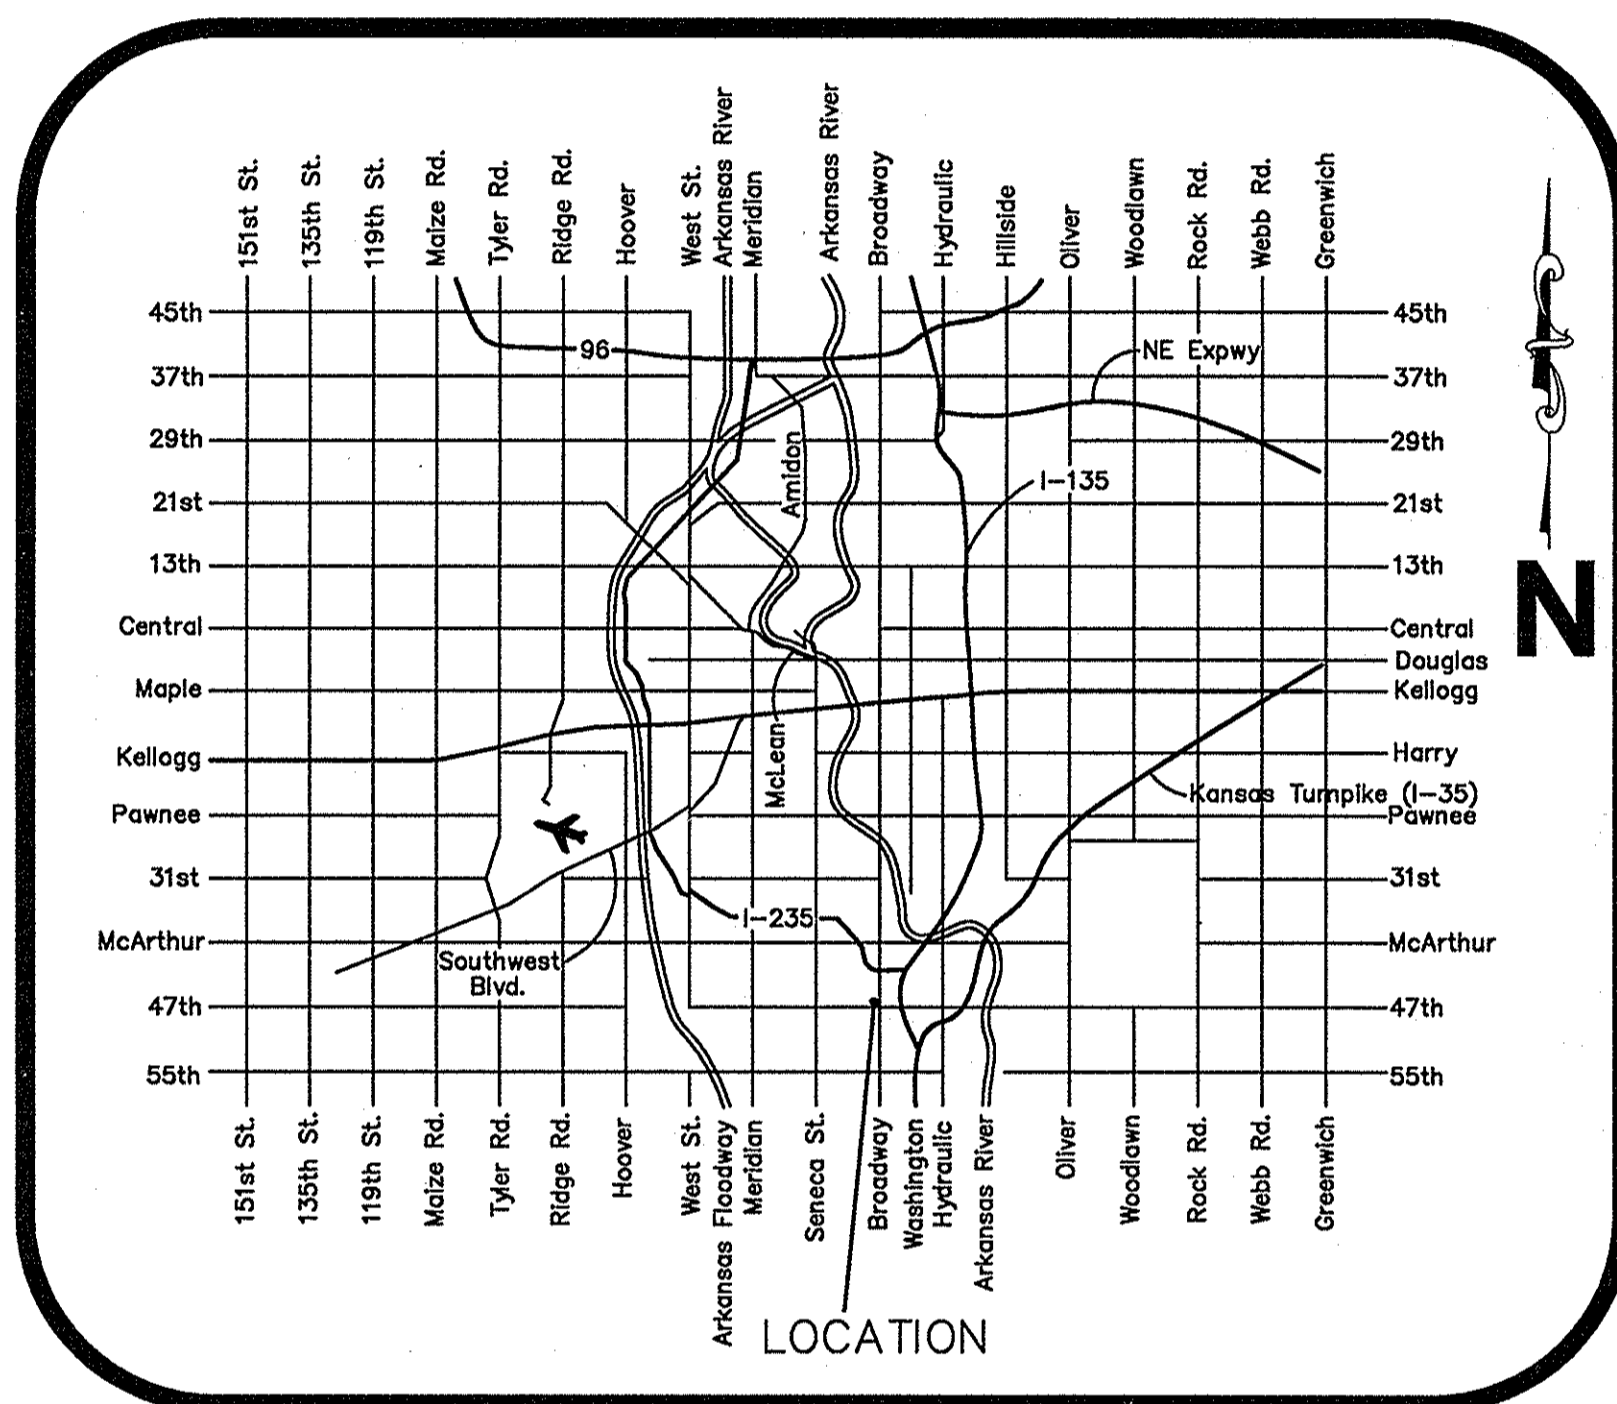 151st St.
135th St.
119th St.
Maize Rd.
Tyler Rd.
Ridge Rd.
Hoover
West St.
Arkansas River
Meridian
Arkansas River
Broadway
Hydraulic
Hillside
Oliver
Woodlawn
Rock Rd.
Webb Rd.
Greenwich
45th
45th
96
NE Expwy
37th
37th
29th
29th
Amidon
I-135
21st
21st
13th
13th
Central
Central
Douglas
Maple
Kellogg
McLean
Kellogg
Harry
Kansas Turnpike (I-35)
Pawnee
Pawnee
31st
31st
I-235
McArthur
McArthur
Southwest
Blvd.
47th
47th
55th
55th
151st St.
135th St.
119th St.
Maize Rd.
Tyler Rd.
Ridge Rd.
Hoover
West St.
Arkansas Floodway
Meridian
Seneca St.
Broadway
Washington
Hydraulic
Arkansas River
Oliver
Woodlawn
Rock Rd.
Webb Rd.
Greenwich
N
LOCATION